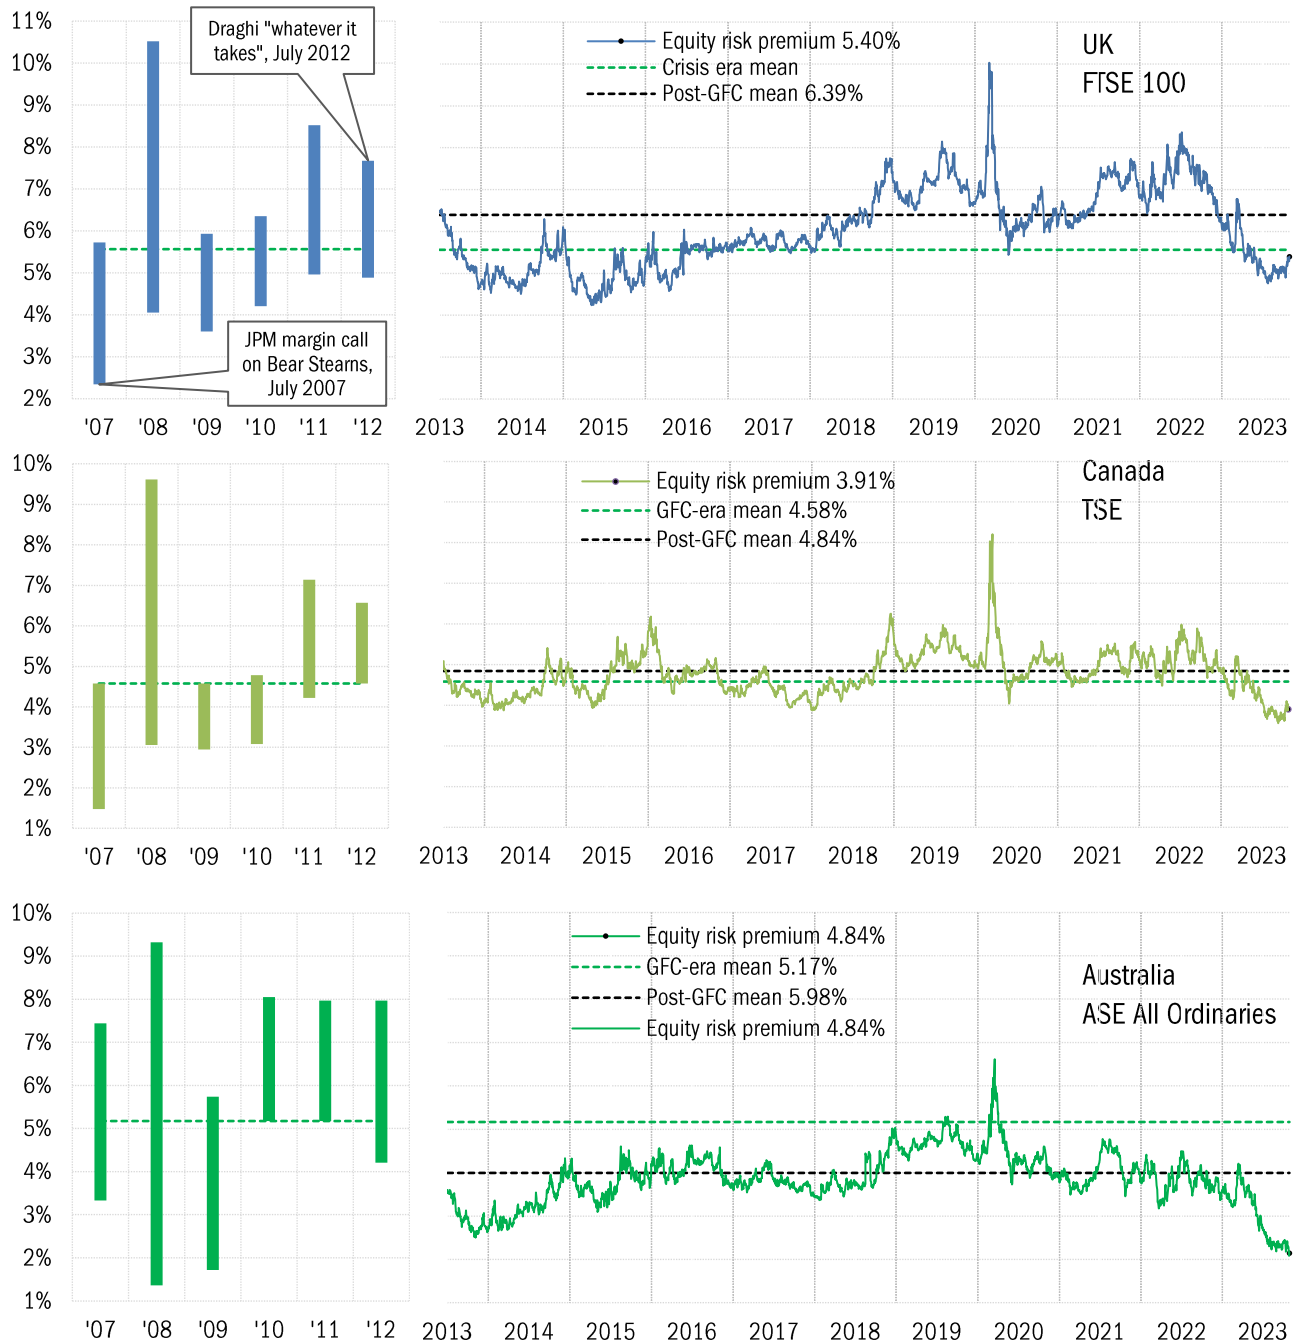 11%
10%
9%
8%
7%
6%
5%
4%
3%
2%
Draghi "whatever it
takes", July 2012
JPM margin call
on Bear Stearns,
July 2007
'07 '08 '09 '10 '11 '12
Equity risk premium 5.40%
Crisis era mean
Post-GFC mean 6.39%
UK
FTSE 100
2013 2014 2015 2016 2017 2018 2019 2020 2021 2022 2023
10%
9%
8%
7%
6%
5%
4%
3%
2%
1%
'07 '08 '09 '10 '11 '12
Equity risk premium 3.91%
GFC-era mean 4.58%
Post-GFC mean 4.84%
Canada
TSE
2013 2014 2015 2016 2017 2018 2019 2020 2021 2022 2023
10%
9%
8%
7%
6%
5%
4%
3%
2%
1%
'07 '08 '09 '10 '11 '12
Equity risk premium 4.84%
GFC-era mean 5.17%
Post-GFC mean 5.98%
Equity risk premium 4.84%
Australia
ASE All Ordinaries
2013 2014 2015 2016 2017 2018 2019 2020 2021 2022 2023